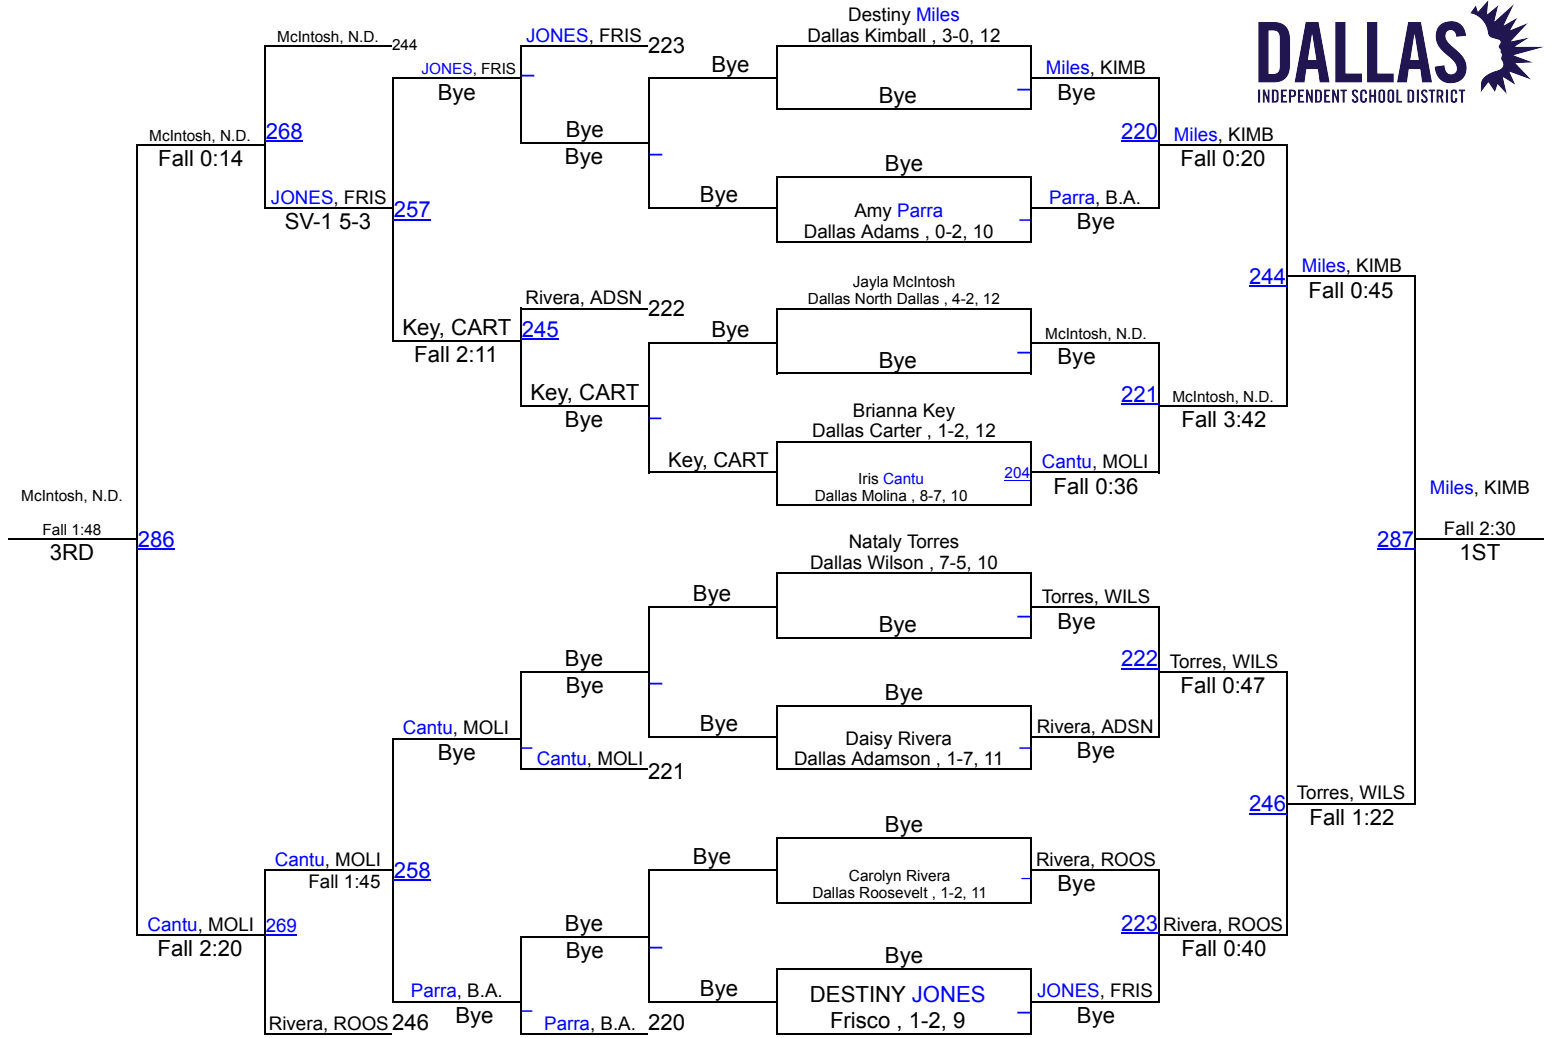 Destiny Miles
Dallas Kimball , 3-0, 12
DALLAS
INDEPENDENT SCHOOL DISTRICT
McIntosh, N.D. 244
JONES, FRIS 223
JONES, FRIS
Bye
Bye
Bye
Miles, KIMB
Bye
McIntosh, N.D.
Fall 0:14
268
Bye
Bye
220
Miles, KIMB
Fall 0:20
Bye
JONES, FRIS
SV-1 5-3
257
Bye
Amy Parra
Dallas Adams , 0-2, 10
Parra, B.A.
Bye
244
Miles, KIMB
Fall 0:45
Rivera, ADSN 222
Jayla McIntosh
Dallas North Dallas , 4-2, 12
Key, CART
Fall 2:11
245
Bye
Bye
McIntosh, N.D.
Bye
Key, CART
Bye
221
McIntosh, N.D.
Fall 3:42
Brianna Key
Dallas Carter , 1-2, 12
Key, CART
Iris Cantu
Dallas Molina , 8-7, 10
204
Cantu, MOLI
Fall 0:36
McIntosh, N.D.
Fall 1:48
3RD
286
Miles, KIMB
287
Fall 2:30
1ST
Nataly Torres
Dallas Wilson , 7-5, 10
Bye
Bye
Torres, WILS
Bye
Bye
Bye
222
Torres, WILS
Fall 0:47
Bye
Cantu, MOLI
Bye
Cantu, MOLI 221
Bye
Daisy Rivera
Dallas Adamson , 1-7, 11
Rivera, ADSN
Bye
246
Torres, WILS
Fall 1:22
Bye
Cantu, MOLI
Fall 1:45
258
Bye
Carolyn Rivera
Dallas Roosevelt , 1-2, 11
Rivera, ROOS
Bye
Cantu, MOLI
Fall 2:20
269
Bye
Bye
223
Rivera, ROOS
Fall 0:40
Bye
Parra, B.A.
Bye
Bye
DESTINY JONES
Frisco , 1-2, 9
JONES, FRIS
Bye
Rivera, ROOS 246
Parra, B.A. 220